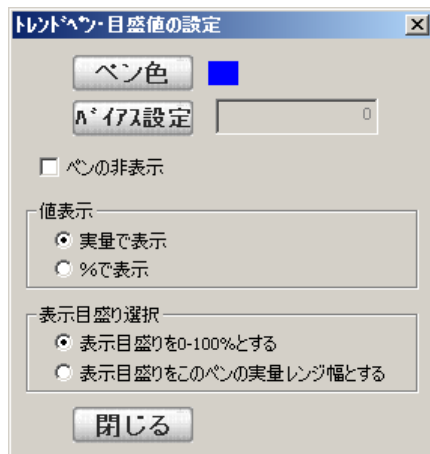 ﾄﾚﾝﾄﾞﾍﾟﾝ・目盛値の設定
ペン色
ﾊﾞｲｱｽ設定
0
ペンの非表示
値表示
実量で表示
%で表示
表示目盛り選択
表示目盛りを0-100%とする
表示目盛りをこのペンの実量レンジ幅とする
閉じる